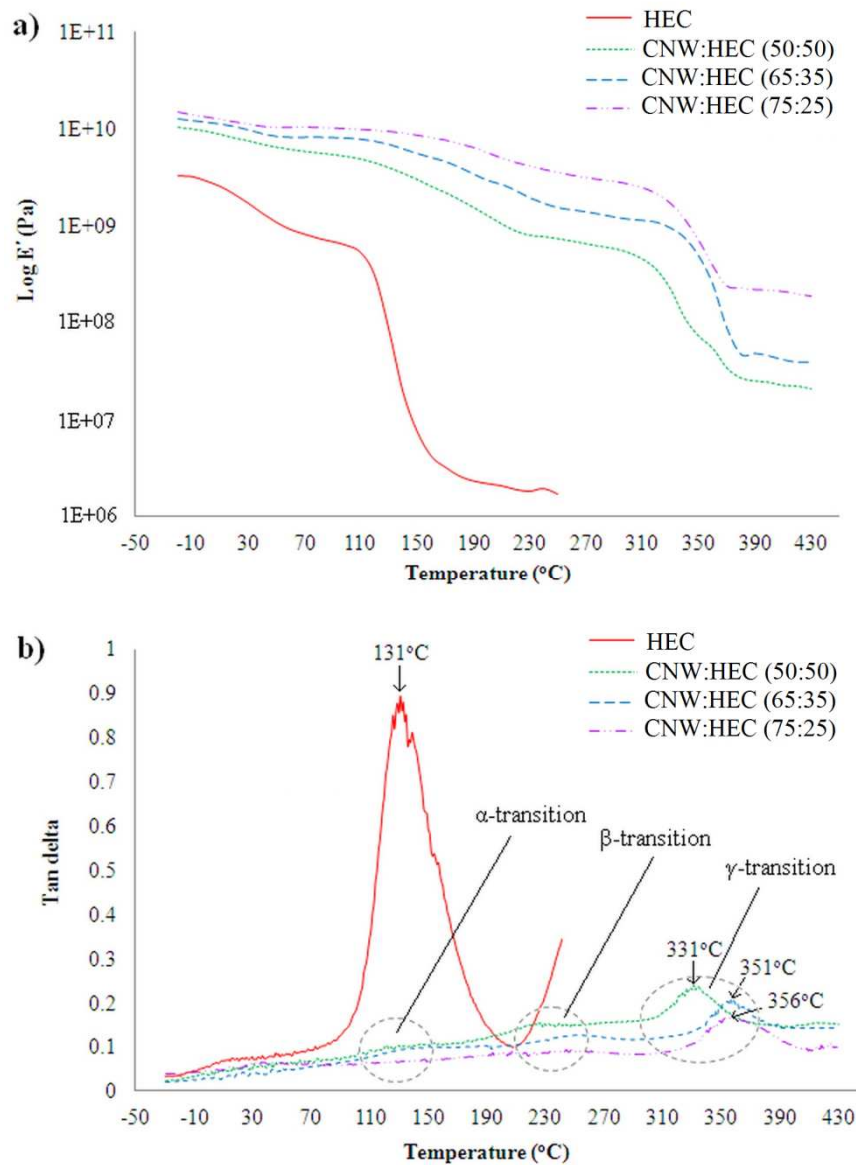 a)
1E+11
1E+10
1E+09
1E+08
1E+07
1E+06
Log E´ (Pa)
HEC
CNW:HEC (50:50)
CNW:HEC (65:35)
CNW:HEC (75:25)
-50 -10 30 70 110 150 190 230 270 310 350 390 430
Temperature (°C)
b)
1
0.9
0.8
0.7
0.6
0.5
0.4
0.3
0.2
0.1
0
Tan delta
HEC
CNW:HEC (50:50)
CNW:HEC (65:35)
CNW:HEC (75:25)
131°C
α-transition
β-transition
γ-transition
331°C
351°C
356°C
-50 -10 30 70 110 150 190 230 270 310 350 390 430
Temperature (°C)